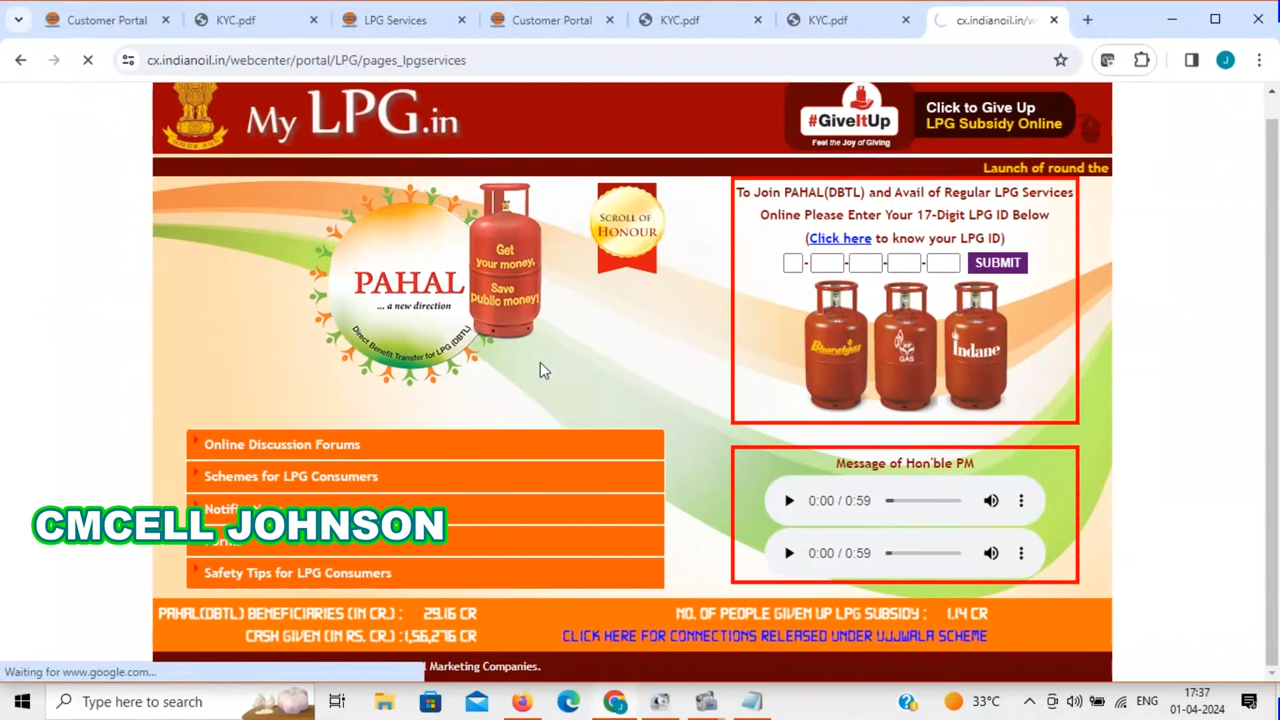 Customer Portal
KYC.pdf
LPG Services
Customer Portal
KYC.pdf
KYC.pdf
cx.indianoil.in/w
cx.indianoil.in/webcenter/portal/LPG/pages_lpgservices
J
My LPG.in
#GiveItUp
Feel the Joy of Giving
Click to Give Up
LPG Subsidy Online
Launch of round the
PAHAL
... a new direction
Direct Benefit Transfer for LPG (DBTL)
Get
your money,
Save
public money!
SCROLL OF
HONOUR
To Join PAHAL(DBTL) and Avail of Regular LPG Services
Online Please Enter Your 17-Digit LPG ID Below
(Click here to know your LPG ID)
- - - - SUBMIT
Bharatgas
HP
GAS
Indane
Online Discussion Forums
Schemes for LPG Consumers
CMCELL JOHNSON
Safety Tips for LPG Consumers
Message of Hon'ble PM
0:00 / 0:59
0:00 / 0:59
PAHAL(DBTL) BENEFICIARIES (IN CR.) : 29.16 CR
NO. OF PEOPLE GIVEN UP LPG SUBSIDY : 1.14 CR
CASH GIVEN (IN RS. CR.) :1,56,276 CR
CLICK HERE FOR CONNECTIONS RELEASED UNDER UJJWALA SCHEME
Waiting for www.google.com...
Marketing Companies.
Type here to search
33°C
ENG
17:37
01-04-2024